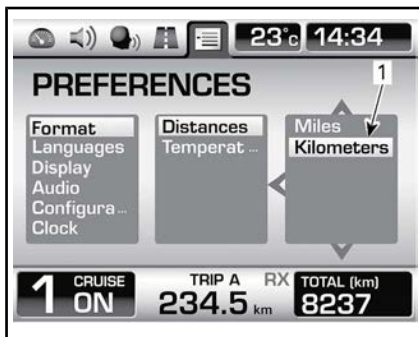 23°c 14:34
1
PREFERENCES
Format
Languages
Display
Audio
Configura ...
Clock
Distances
Temperat ...
Miles
Kilometers
1 CRUISE ON
TRIP A
234.5 km
RX
TOTAL (km)
8237